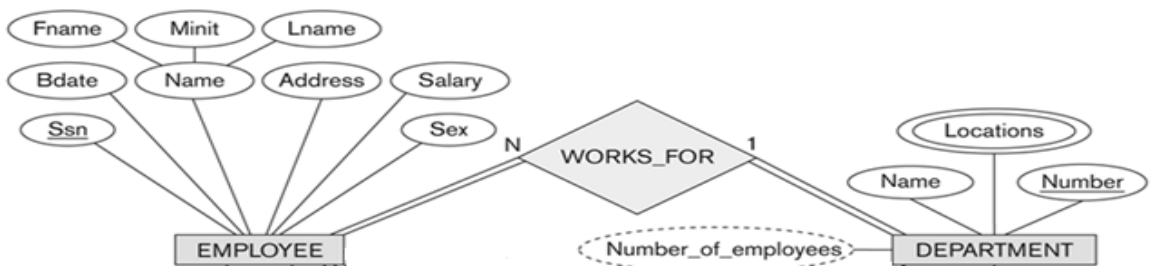 Fname Minit Lname
Bdate Name Address Salary
Ssn Sex N WORKS_FOR 1 Locations
Name Number
EMPLOYEE Number_of_employees DEPARTMENT